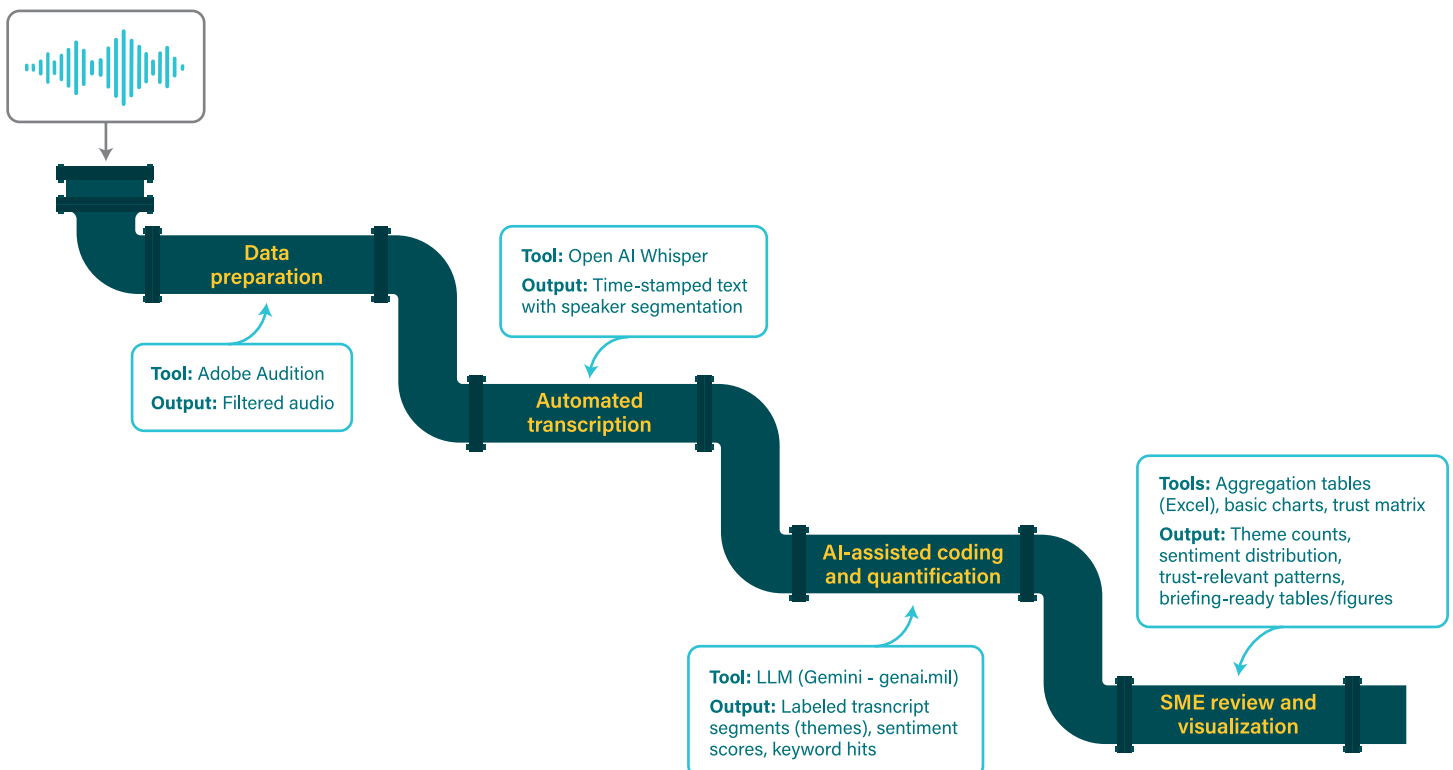 Data
preparation
Tool: Adobe Audition
Output: Filtered audio
Tool: Open AI Whisper
Output: Time-stamped text
with speaker segmentation
Automated
transcription
AI-assisted coding
and quantification
Tool: LLM (Gemini - genai.mil)
Output: Labeled trasncript
segments (themes), sentiment
scores, keyword hits
Tools: Aggregation tables
(Excel), basic charts, trust matrix
Output: Theme counts,
sentiment distribution,
trust-relevant patterns,
briefing-ready tables/figures
SME review and
visualization